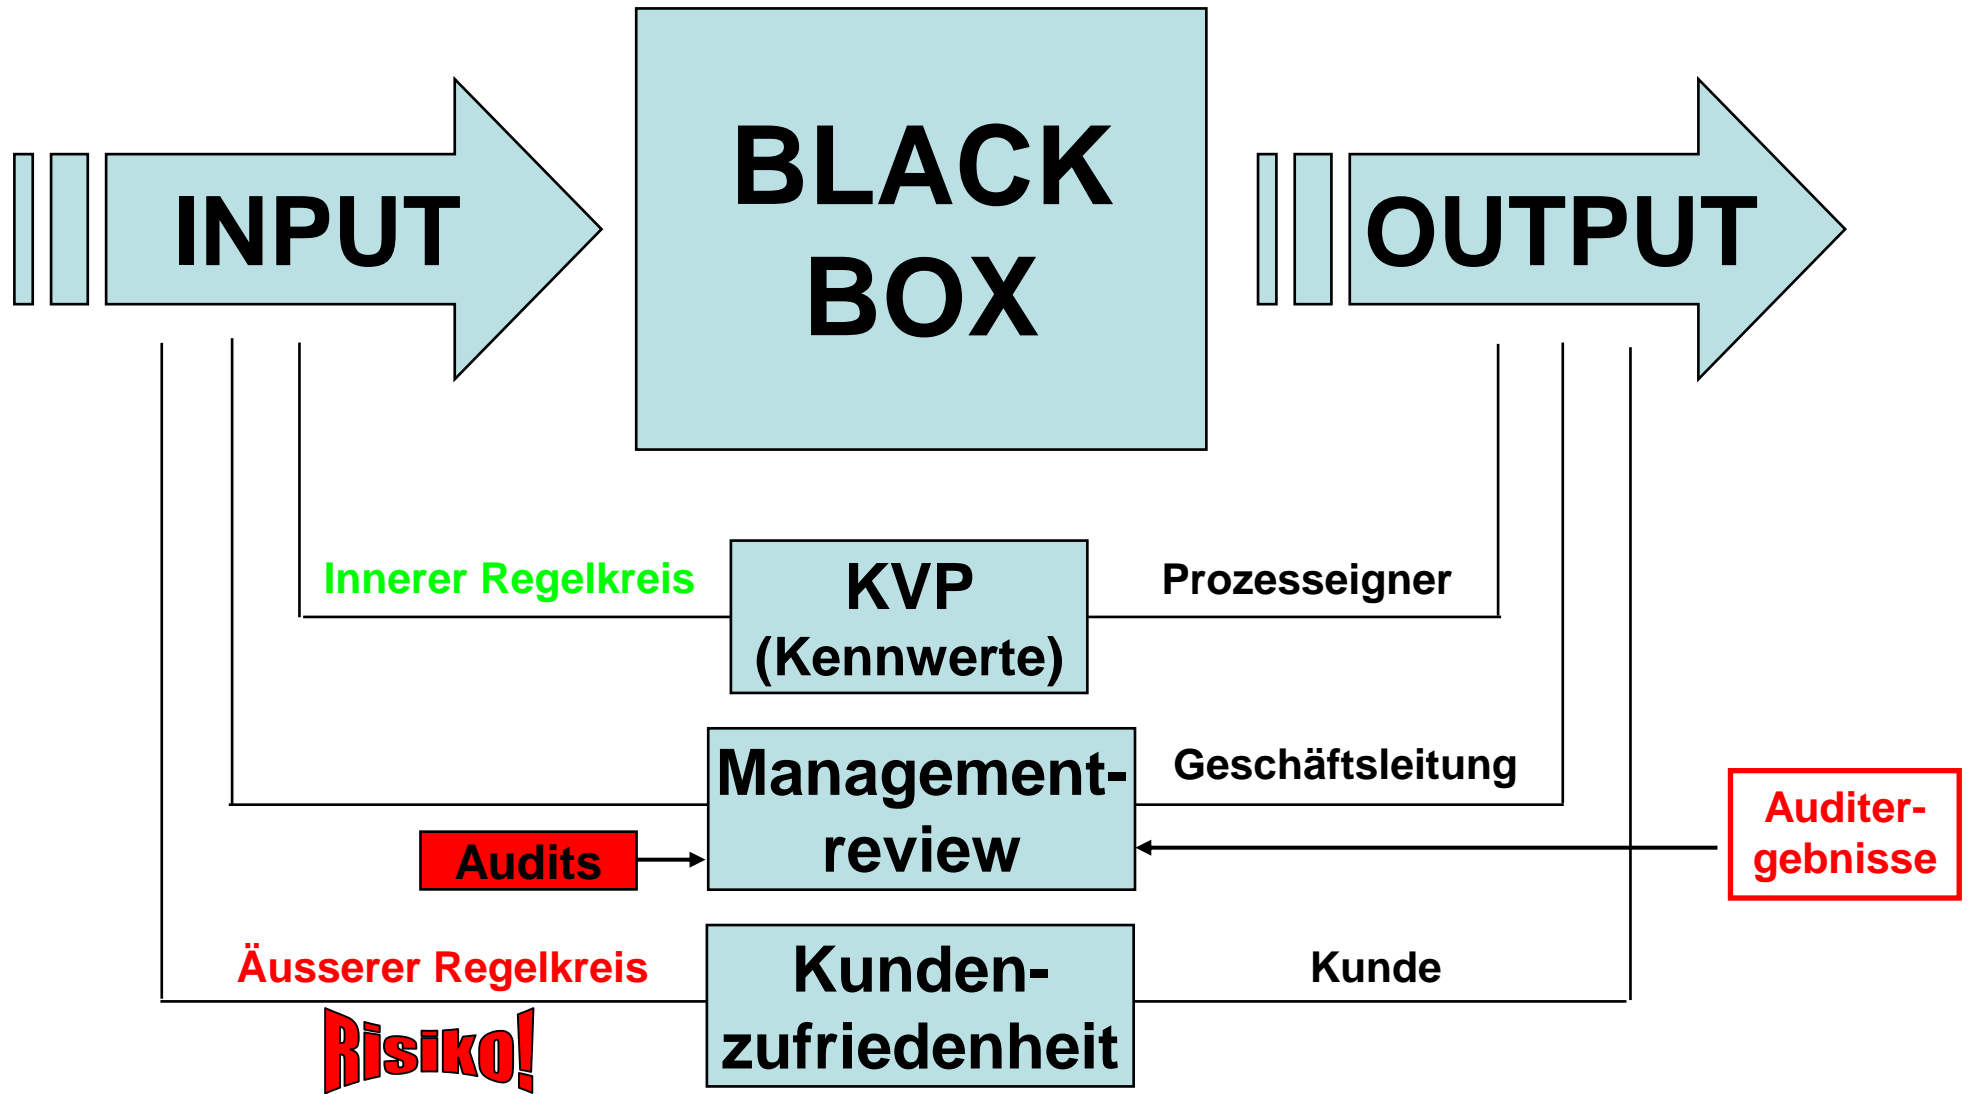 INPUT
BLACK
BOX
OUTPUT
Innerer Regelkreis
KVP
(Kennwerte)
Prozesseigner
Management-
review
Geschäftsleitung
Audits
Auditer-
gebnisse
Äusserer Regelkreis
Risiko!
Kunden-
zufriedenheit
Kunde